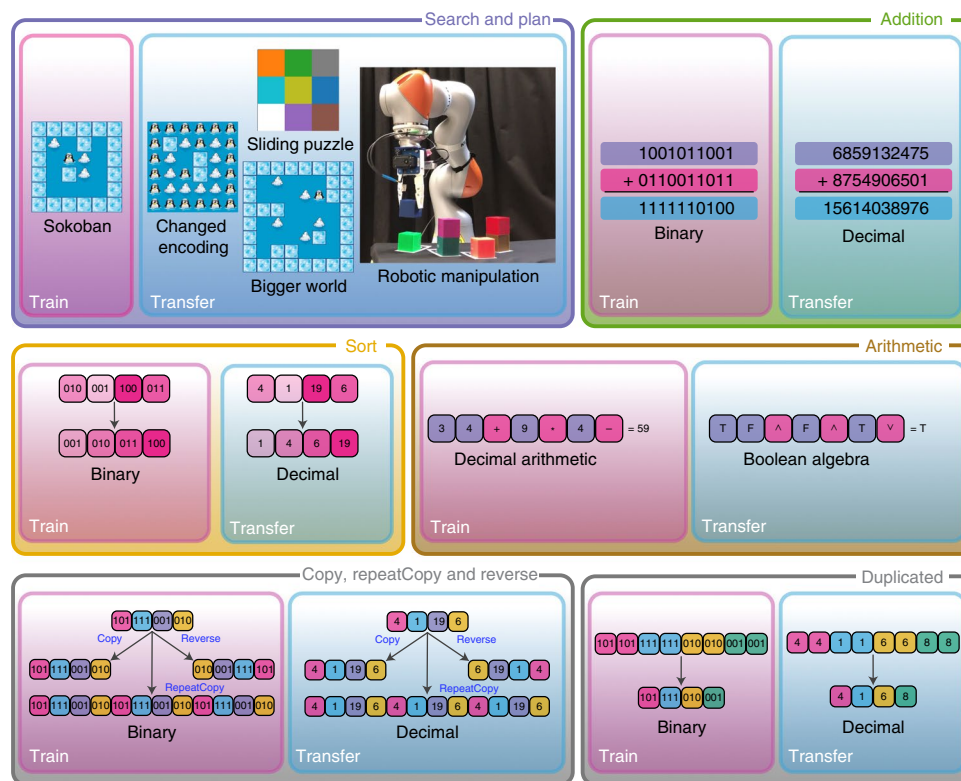 Search and plan
Sokoban
Train
Changed
encoding
Sliding puzzle
Bigger world
Robotic manipulation
Transfer
Addition
1001011001
+ 0110011011
1111110100
Binary
Train
6859132475
+ 8754906501
15614038976
Decimal
Transfer
Sort
010 001 100 011
001 010 011 100
Binary
Train
4 1 19 6
1 4 6 19
Decimal
Transfer
Arithmetic
3 4 + 9 * 4 − = 59
Decimal arithmetic
Train
T F ^ F ^ T ˅ = T
Boolean algebra
Transfer
Copy, repeatCopy and reverse
101 111 001 010
Copy Reverse
101 111 001 010 010 001 111 101
RepeatCopy
101 111 001 010 101 111 001 010 101 111 001 010
Binary
Train
4 1 19 6
Copy Reverse
4 1 19 6 6 19 1 4
RepeatCopy
4 1 19 6 4 1 19 6 4 1 19 6
Decimal
Transfer
Duplicated
101 101 111 111 010 010 001 001
101 111 010 001
Binary
Train
4 4 1 1 6 6 8 8
4 1 6 8
Decimal
Transfer